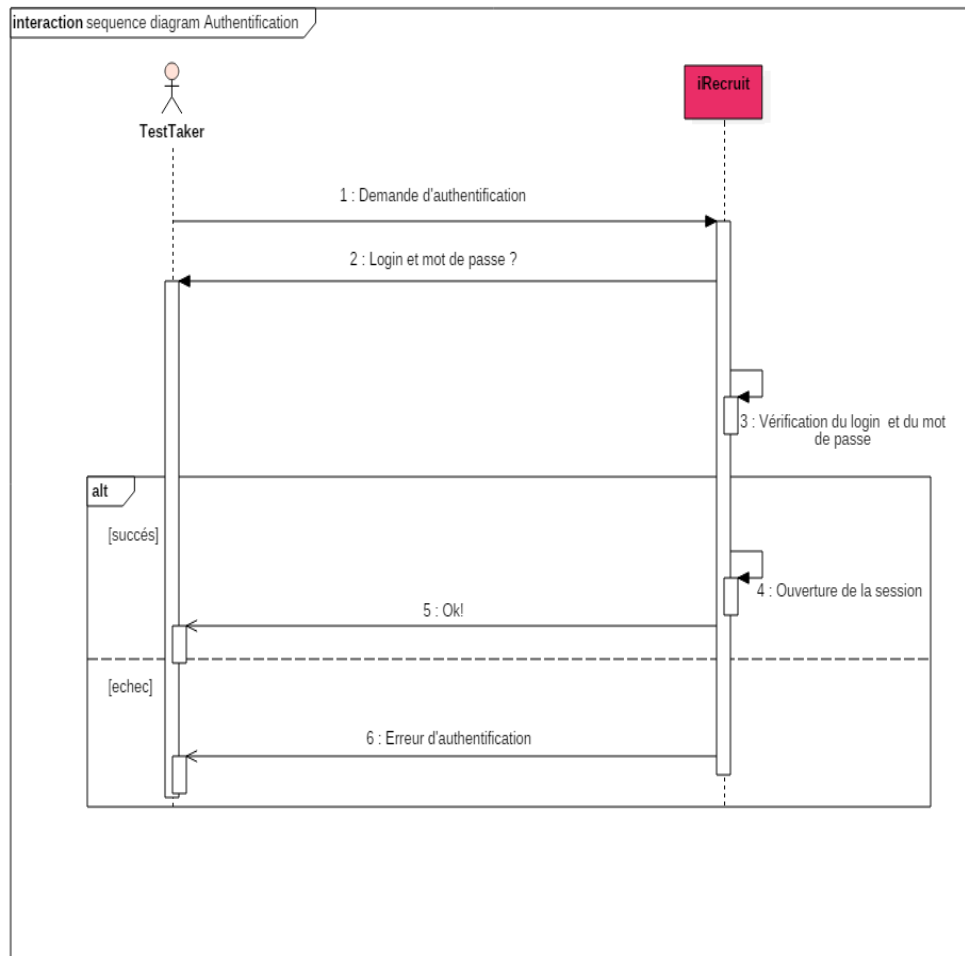 interaction sequence diagram Authentification
TestTaker
iRecruit
1 : Demande d'authentification
2 : Login et mot de passe ?
3 : Vérification du login et du mot
de passe
alt
[succés]
4 : Ouverture de la session
5 : Ok!
[echec]
6 : Erreur d'authentification